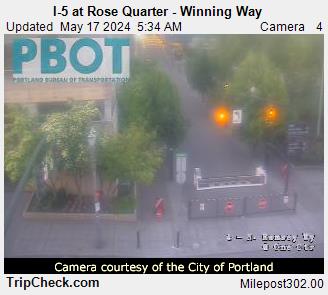 I-5 at Rose Quarter - Winning Way
Updated May 17 2024 5:34 AM Camera 4
PBOT
PORTLAND BUREAU OF TRANSPORTATION
Camera courtesy of the City of Portland
TripCheck.com Milepost302.00